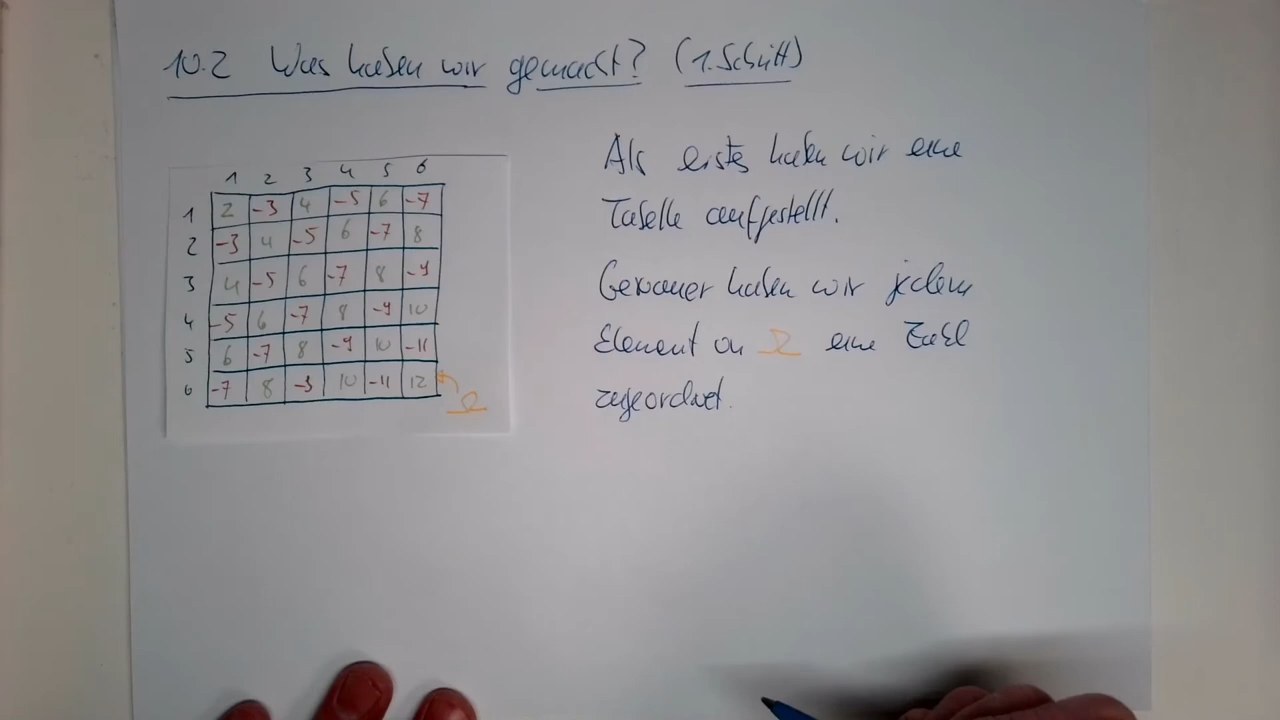 10.2 Was haben wir gemacht? (1. Schritt)
1 2 3 4 5 6
1 2 -3 4 -5 6 -7
2 -3 4 -5 6 -7 8
3 4 -5 6 -7 8 -9
4 -5 6 -7 8 -9 10
5 6 -7 8 -9 10 -11
6 -7 8 -9 10 -11 12
Ω
Als erstes haben wir eine
Tabelle aufgestellt.
Genauer haben wir jedem
Element in Ω eine Zahl
zugeordnet.